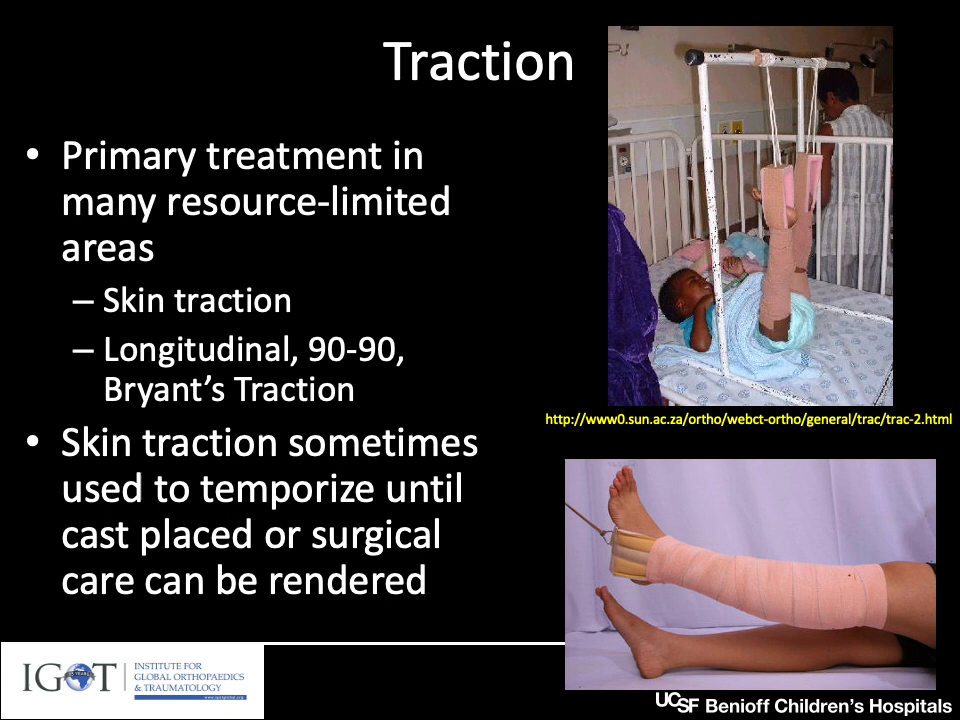 Traction
• Primary treatment in
many resource-limited
areas
– Skin traction
– Longitudinal, 90-90,
Bryant’s Traction
• Skin traction sometimes
used to temporize until
cast placed or surgical
care can be rendered
http://www0.sun.ac.za/ortho/webct-ortho/general/trac/trac-2.html
IGOT
INSTITUTE FOR
GLOBAL ORTHOPAEDICS
& TRAUMATOLOGY
UCSF Benioff Children’s Hospitals